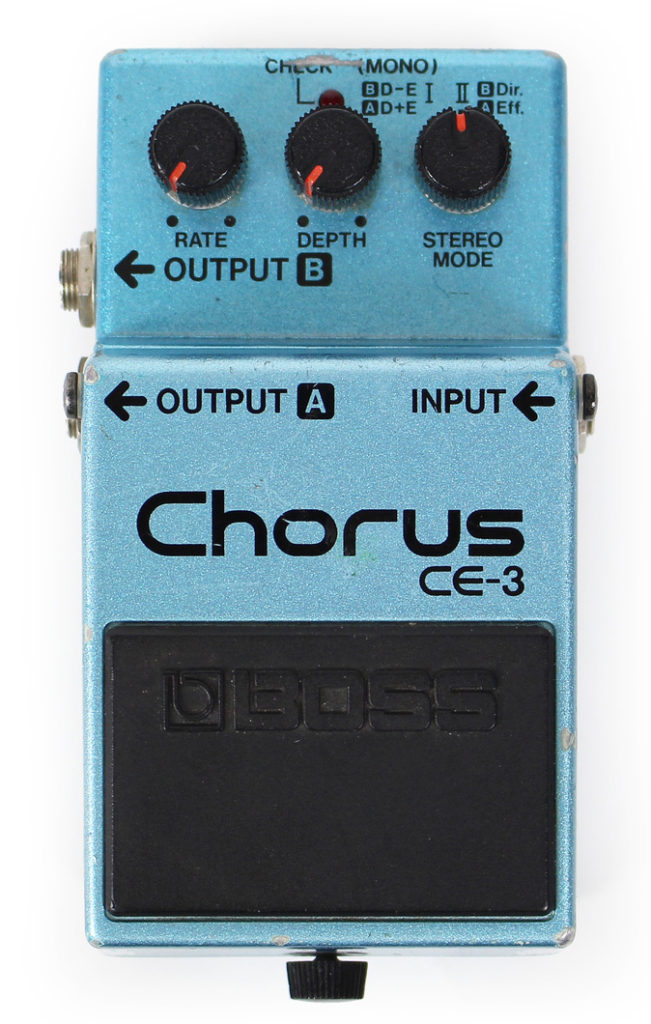 CHECK (MONO)
B D-E I II B Dir.
A D+E A Eff.
RATE DEPTH STEREO
MODE
OUTPUT B
OUTPUT A INPUT
Chorus
CE-3
BOSS